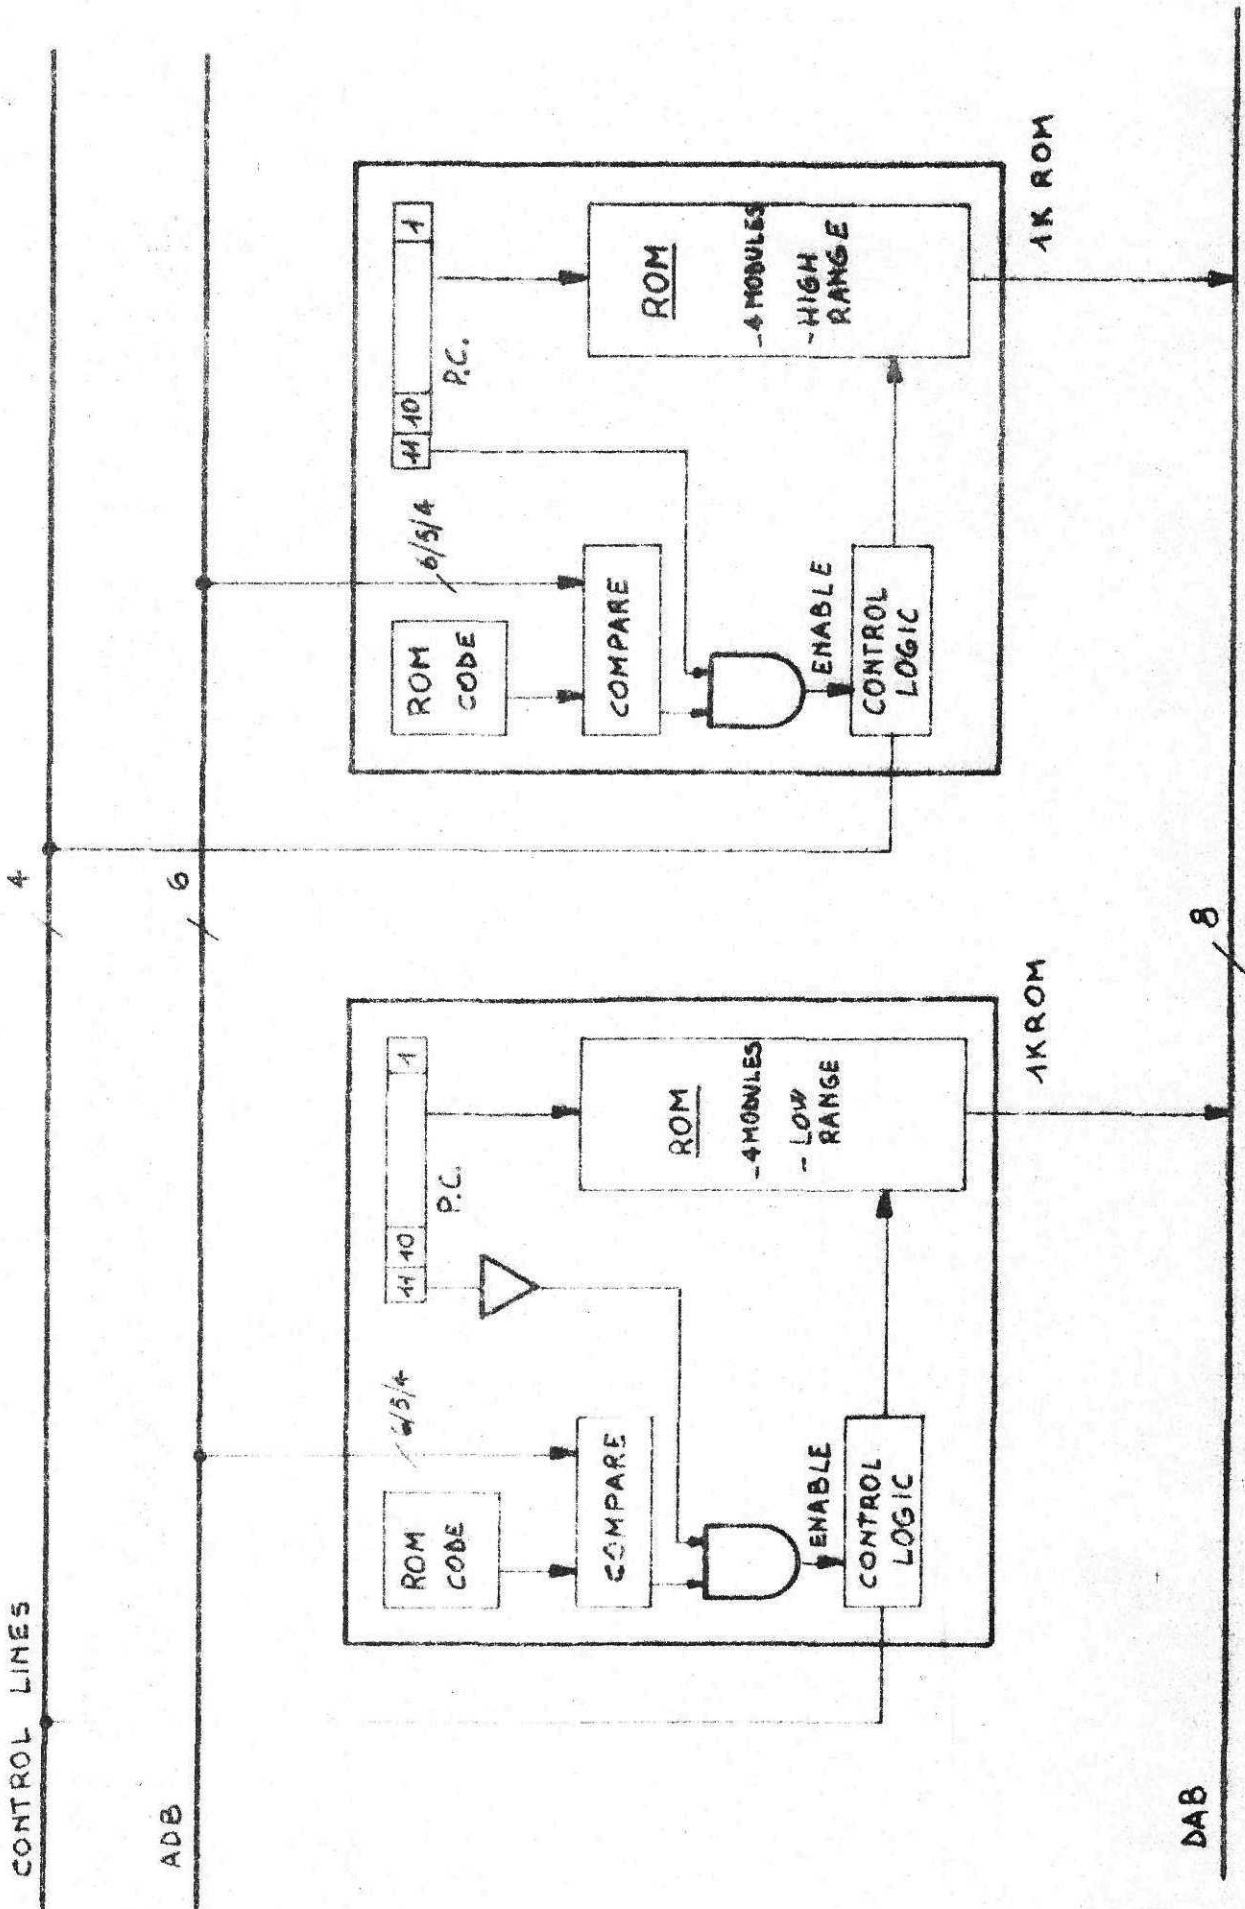 CONTROL LINES
4
ADB
6
ROM
CODE
6/5/4
11 10 1
P.C.
COMPARE
ENABLE
CONTROL
LOGIC
ROM
-4 MODULES
- LOW
RANGE
1K ROM
ROM
CODE
6/5/4
11 10 1
P.C.
COMPARE
ENABLE
CONTROL
LOGIC
ROM
-4 MODULES
-HIGH
RANGE
1K ROM
DAB
8